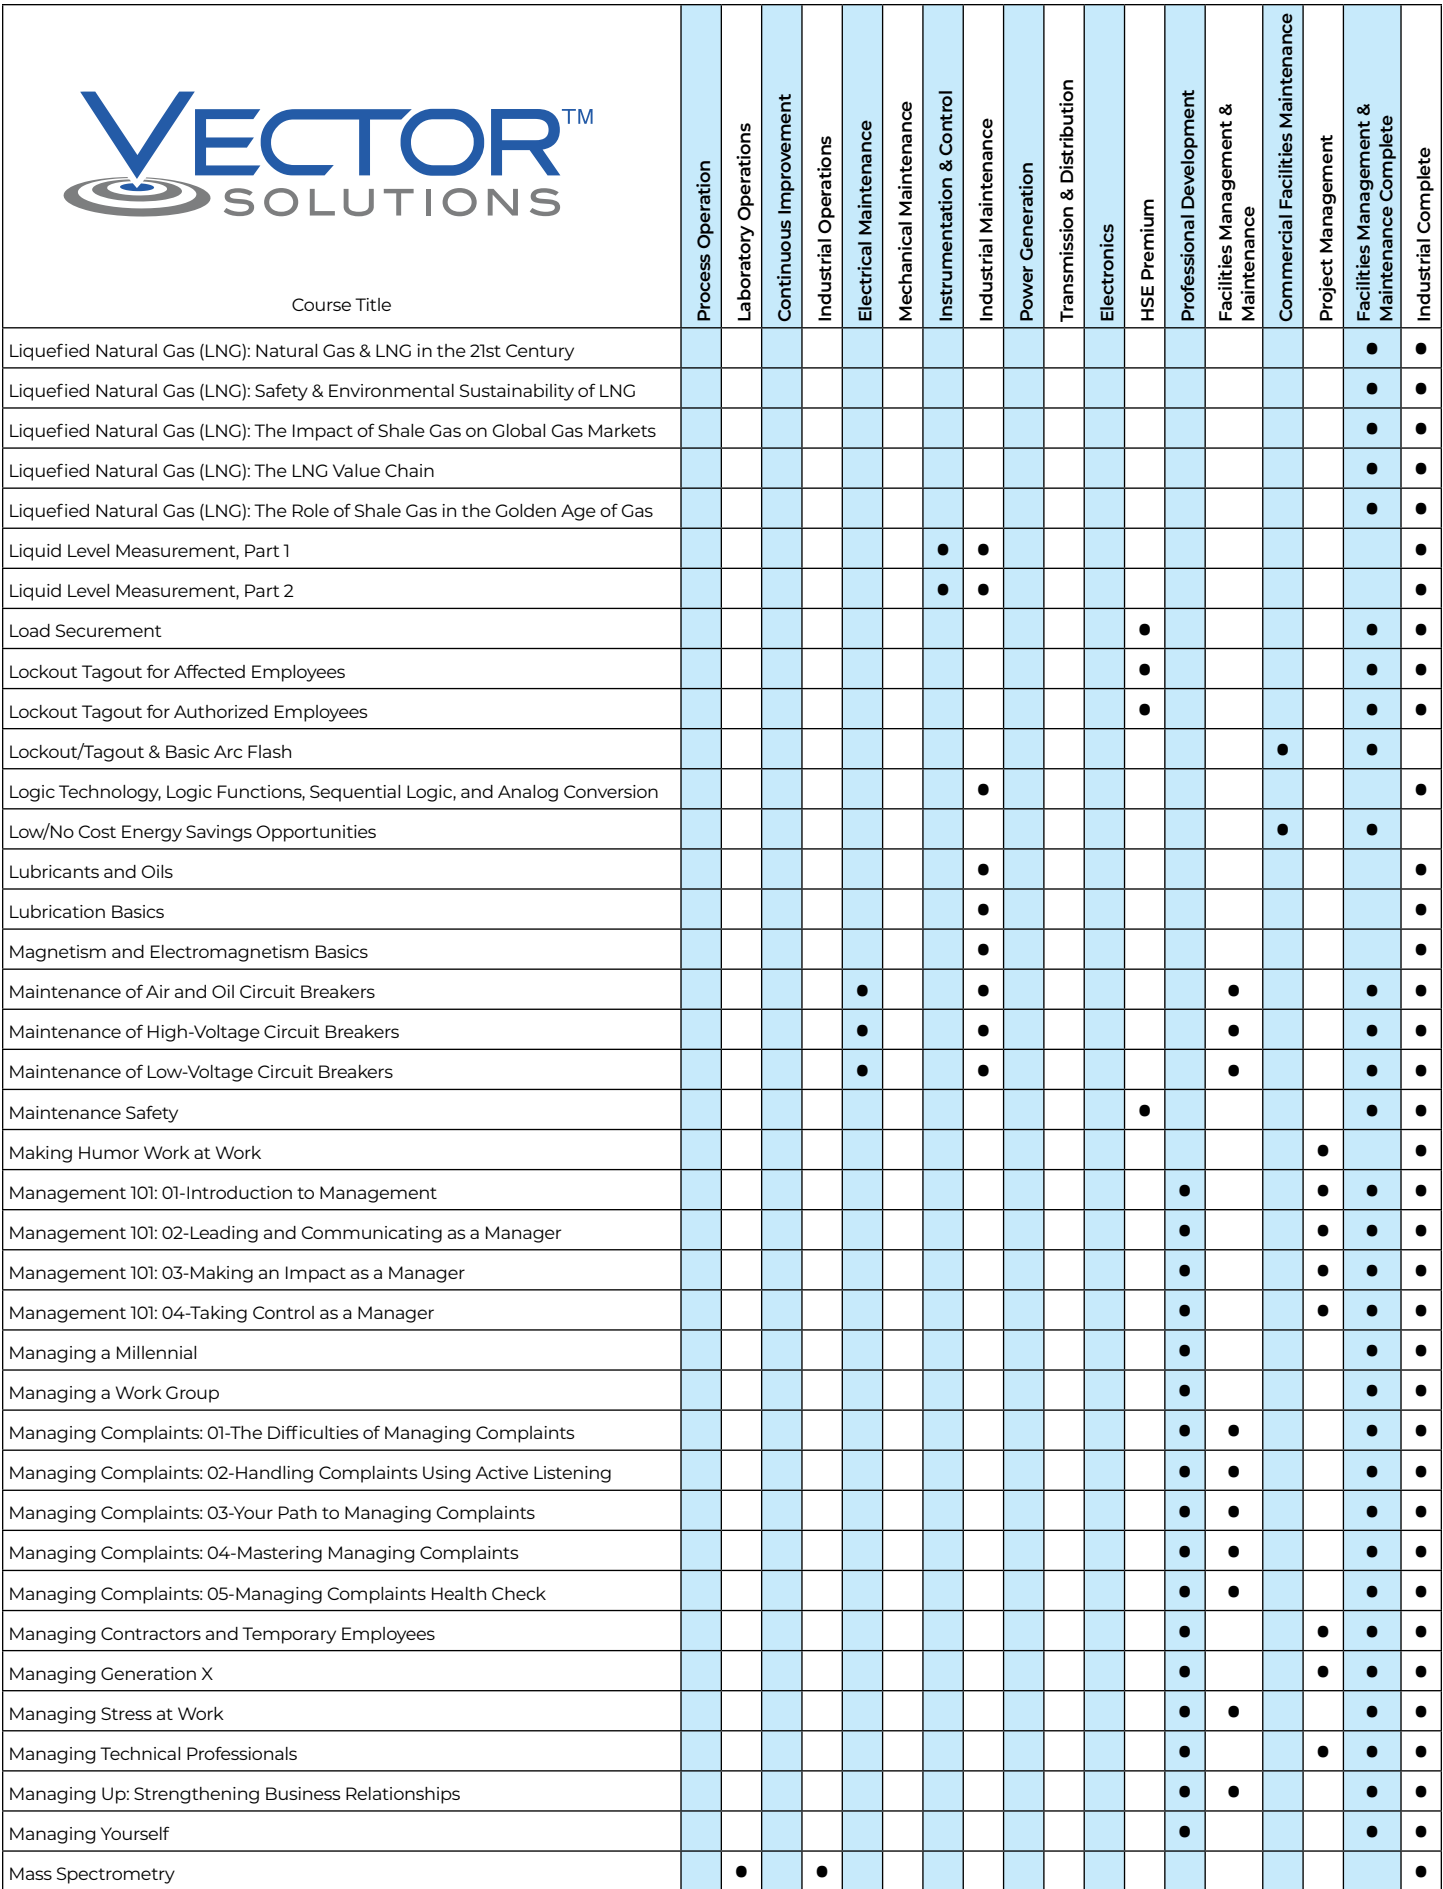 VECTOR™
SOLUTIONS
Course Title
Process Operation
Laboratory Operations
Continuous Improvement
Industrial Operations
Electrical Maintenance
Mechanical Maintenance
Instrumentation & Control
Industrial Maintenance
Power Generation
Transmission & Distribution
Electronics
HSE Premium
Professional Development
Facilities Management &
Maintenance
Commercial Facilities Maintenance
Project Management
Facilities Management &
Maintenance Complete
Industrial Complete
Liquefied Natural Gas (LNG): Natural Gas & LNG in the 21st Century • •
Liquefied Natural Gas (LNG): Safety & Environmental Sustainability of LNG • •
Liquefied Natural Gas (LNG): The Impact of Shale Gas on Global Gas Markets • •
Liquefied Natural Gas (LNG): The LNG Value Chain • •
Liquefied Natural Gas (LNG): The Role of Shale Gas in the Golden Age of Gas • •
Liquid Level Measurement, Part 1 • • •
Liquid Level Measurement, Part 2 • • •
Load Securement • • •
Lockout Tagout for Affected Employees • • •
Lockout Tagout for Authorized Employees • • •
Lockout/Tagout & Basic Arc Flash • •
Logic Technology, Logic Functions, Sequential Logic, and Analog Conversion • •
Low/No Cost Energy Savings Opportunities • •
Lubricants and Oils • •
Lubrication Basics • •
Magnetism and Electromagnetism Basics • •
Maintenance of Air and Oil Circuit Breakers • • • • •
Maintenance of High-Voltage Circuit Breakers • • • • •
Maintenance of Low-Voltage Circuit Breakers • • • • •
Maintenance Safety • • •
Making Humor Work at Work • •
Management 101: 01-Introduction to Management • • • •
Management 101: 02-Leading and Communicating as a Manager • • • •
Management 101: 03-Making an Impact as a Manager • • • •
Management 101: 04-Taking Control as a Manager • • • •
Managing a Millennial • • •
Managing a Work Group • • •
Managing Complaints: 01-The Difficulties of Managing Complaints • • • •
Managing Complaints: 02-Handling Complaints Using Active Listening • • • •
Managing Complaints: 03-Your Path to Managing Complaints • • • •
Managing Complaints: 04-Mastering Managing Complaints • • • •
Managing Complaints: 05-Managing Complaints Health Check • • • •
Managing Contractors and Temporary Employees • • • •
Managing Generation X • • • •
Managing Stress at Work • • • •
Managing Technical Professionals • • • •
Managing Up: Strengthening Business Relationships • • • •
Managing Yourself • • •
Mass Spectrometry • • •